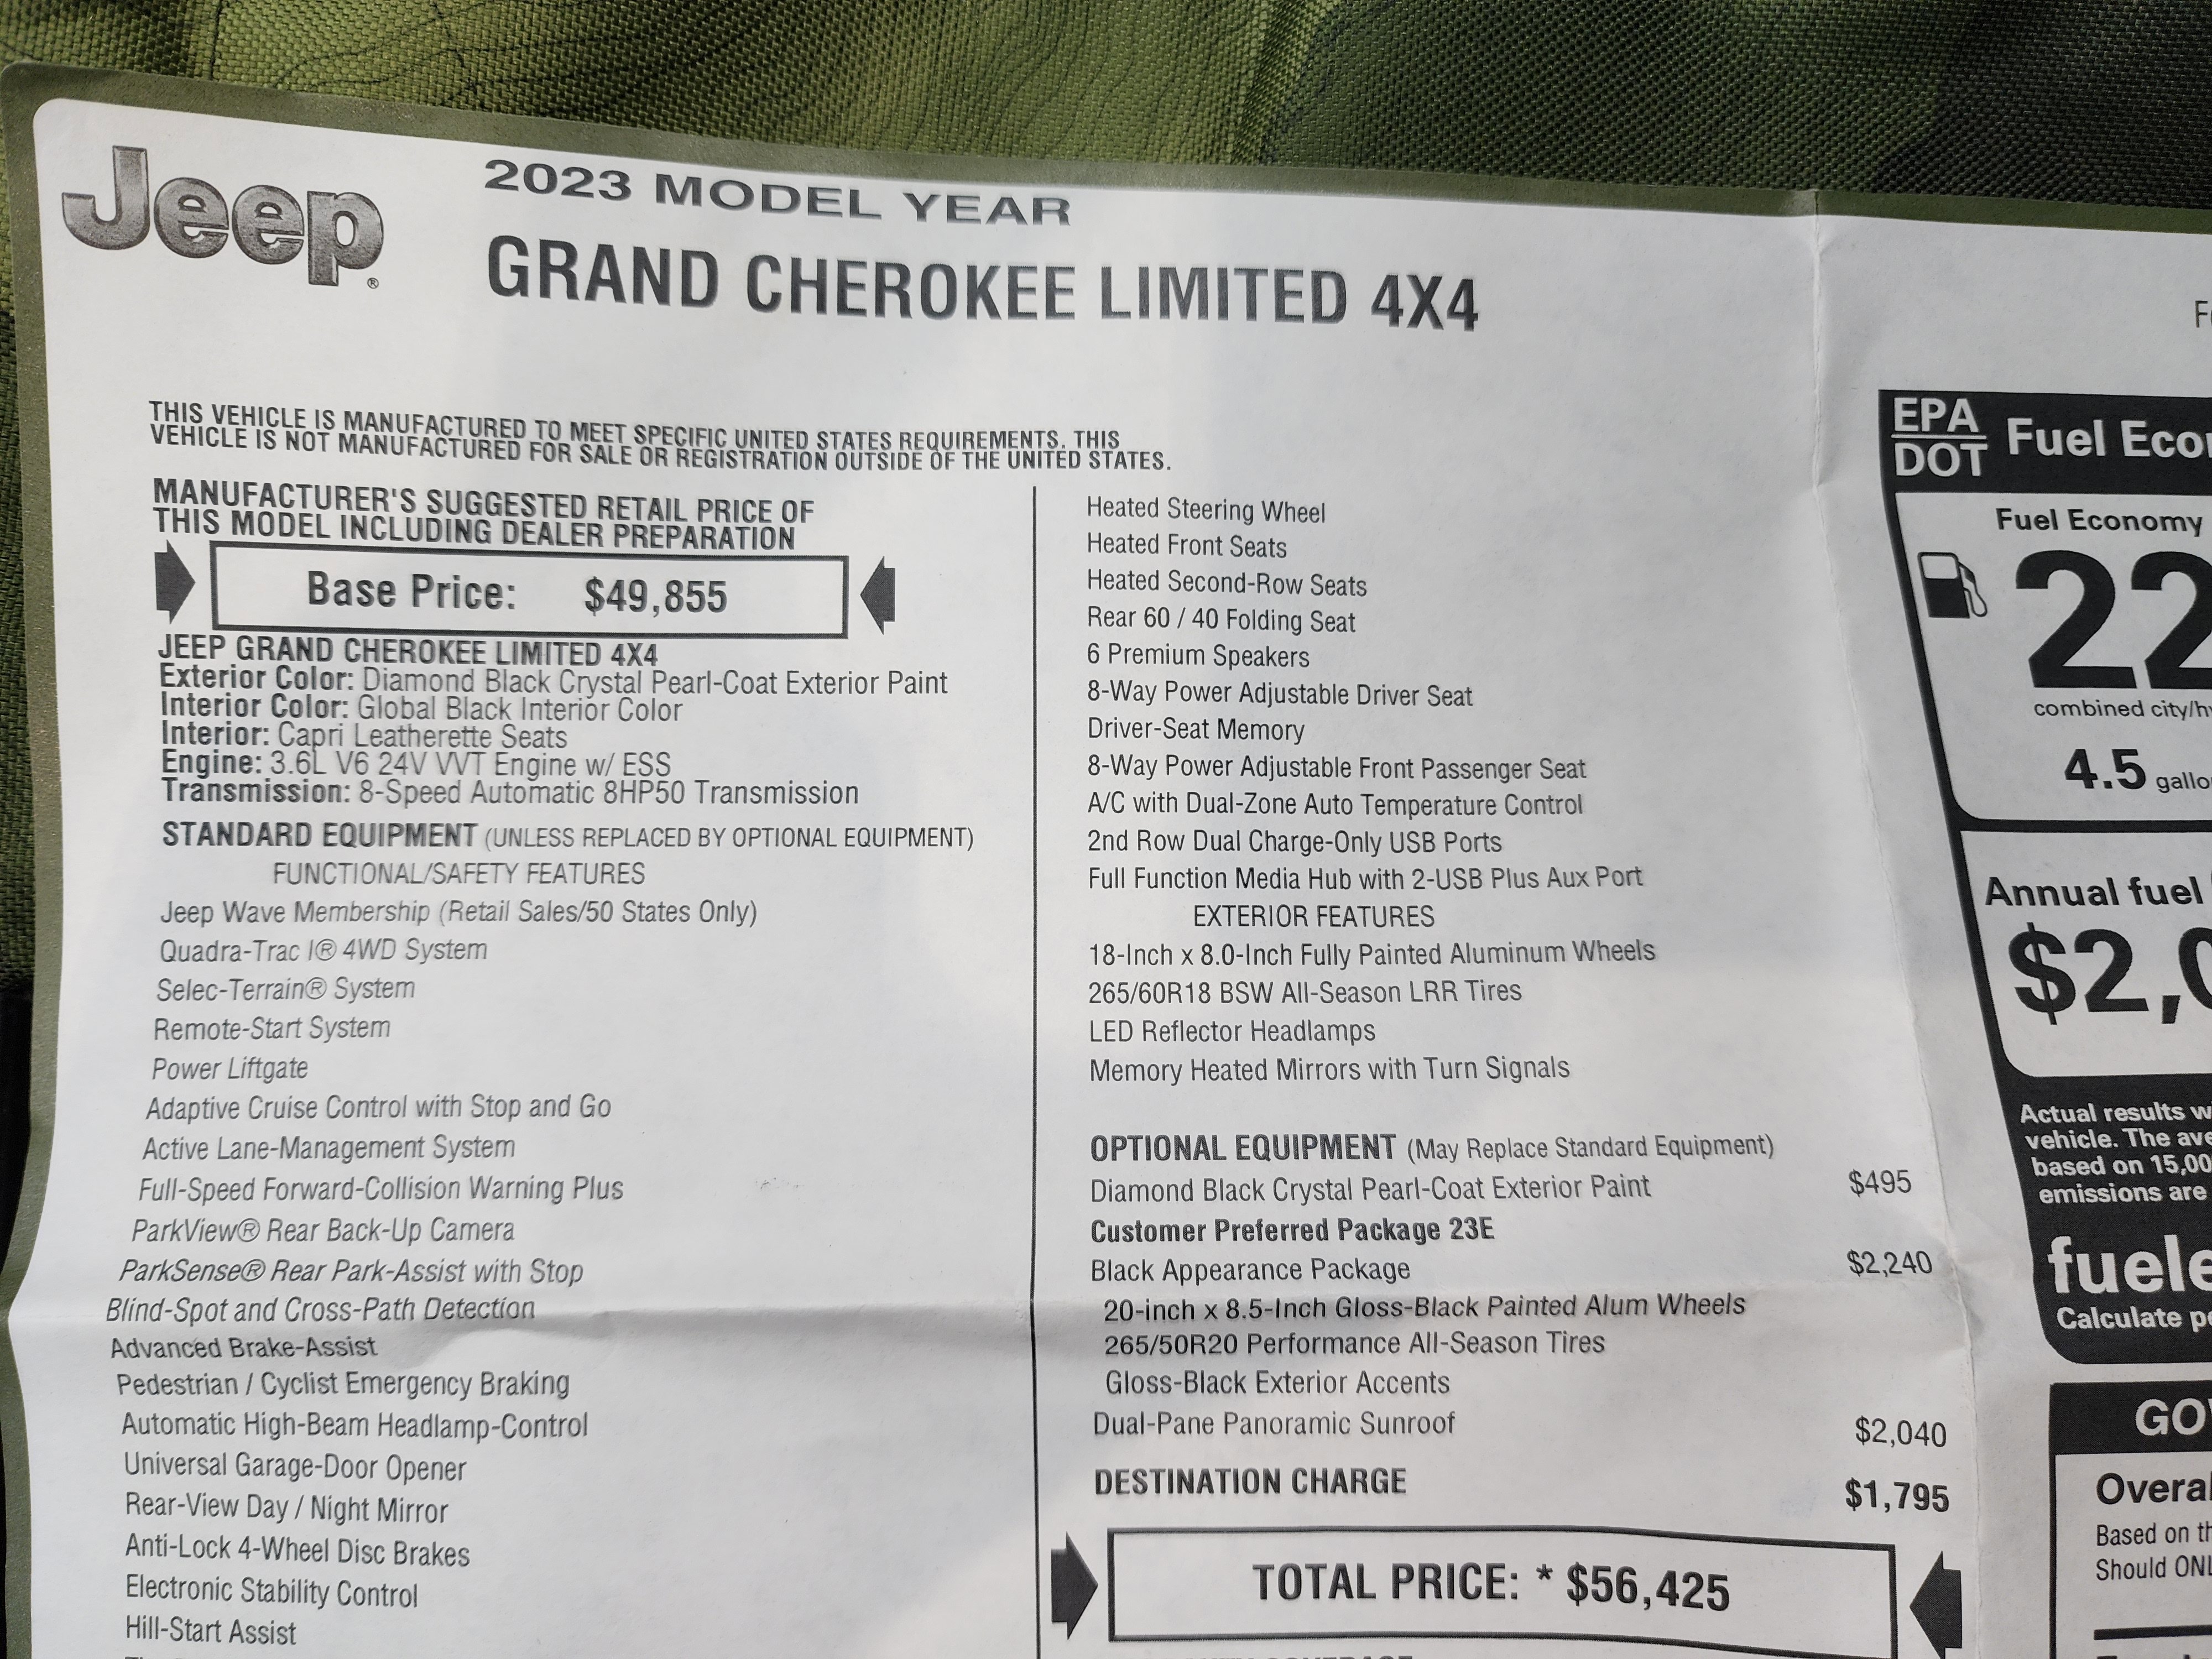 Jeep®
2023 MODEL YEAR
GRAND CHEROKEE LIMITED 4X4
THIS VEHICLE IS MANUFACTURED TO MEET SPECIFIC UNITED STATES REQUIREMENTS. THIS
VEHICLE IS NOT MANUFACTURED FOR SALE OR REGISTRATION OUTSIDE OF THE UNITED STATES.
MANUFACTURER'S SUGGESTED RETAIL PRICE OF
THIS MODEL INCLUDING DEALER PREPARATION
Base Price: $49,855
JEEP GRAND CHEROKEE LIMITED 4X4
Exterior Color: Diamond Black Crystal Pearl-Coat Exterior Paint
Interior Color: Global Black Interior Color
Interior: Capri Leatherette Seats
Engine: 3.6L V6 24V VVT Engine w/ ESS
Transmission: 8-Speed Automatic 8HP50 Transmission
STANDARD EQUIPMENT (UNLESS REPLACED BY OPTIONAL EQUIPMENT)
FUNCTIONAL/SAFETY FEATURES
Jeep Wave Membership (Retail Sales/50 States Only)
Quadra-Trac I® 4WD System
Selec-Terrain® System
Remote-Start System
Power Liftgate
Adaptive Cruise Control with Stop and Go
Active Lane-Management System
Full-Speed Forward-Collision Warning Plus
ParkView® Rear Back-Up Camera
ParkSense® Rear Park-Assist with Stop
Blind-Spot and Cross-Path Detection
Advanced Brake-Assist
Pedestrian / Cyclist Emergency Braking
Automatic High-Beam Headlamp-Control
Universal Garage-Door Opener
Rear-View Day / Night Mirror
Anti-Lock 4-Wheel Disc Brakes
Electronic Stability Control
Hill-Start Assist
Heated Steering Wheel
Heated Front Seats
Heated Second-Row Seats
Rear 60 / 40 Folding Seat
6 Premium Speakers
8-Way Power Adjustable Driver Seat
Driver-Seat Memory
8-Way Power Adjustable Front Passenger Seat
A/C with Dual-Zone Auto Temperature Control
2nd Row Dual Charge-Only USB Ports
Full Function Media Hub with 2-USB Plus Aux Port
EXTERIOR FEATURES
18-Inch x 8.0-Inch Fully Painted Aluminum Wheels
265/60R18 BSW All-Season LRR Tires
LED Reflector Headlamps
Memory Heated Mirrors with Turn Signals
OPTIONAL EQUIPMENT (May Replace Standard Equipment)
Diamond Black Crystal Pearl-Coat Exterior Paint $495
Customer Preferred Package 23E
Black Appearance Package $2,240
20-inch x 8.5-Inch Gloss-Black Painted Alum Wheels
265/50R20 Performance All-Season Tires
Gloss-Black Exterior Accents
Dual-Pane Panoramic Sunroof $2,040
DESTINATION CHARGE $1,795
TOTAL PRICE: * $56,425
EPA
DOT
Fuel Econ
Fuel Economy
22
combined city/h
4.5 gallo
Annual fuel
$2,0
Actual results w
vehicle. The ave
based on 15,00
emissions are
fuele
Calculate pe
GO
Overal
Based on th
Should ONL